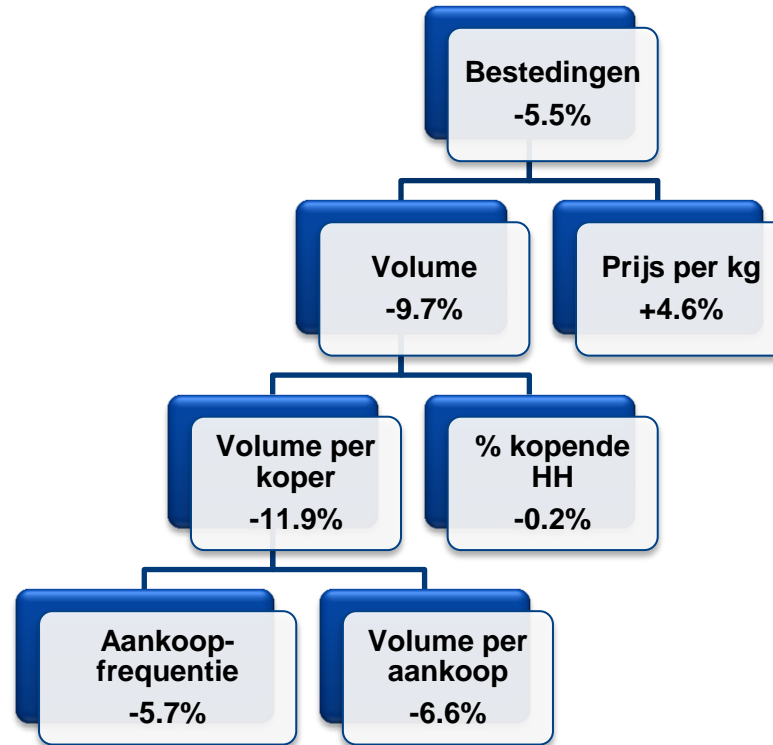 Bestedingen
-5.5%
Volume
-9.7%
Prijs per kg
+4.6%
Volume per
koper
-11.9%
% kopende
HH
-0.2%
Aankoop-
frequentie
-5.7%
Volume per
aankoop
-6.6%